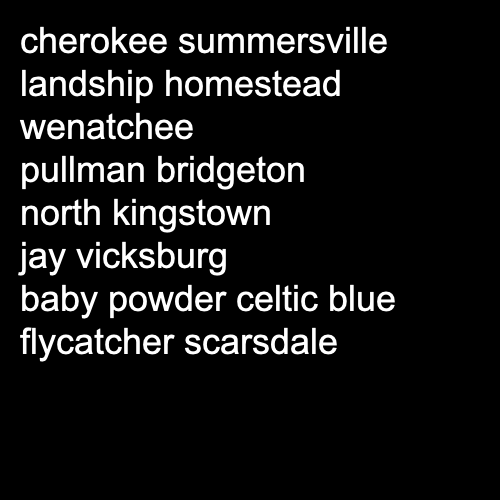 cherokee summersville
landship homestead
wenatchee
pullman bridgeton
north kingstown
jay vicksburg
baby powder celtic blue
flycatcher scarsdale